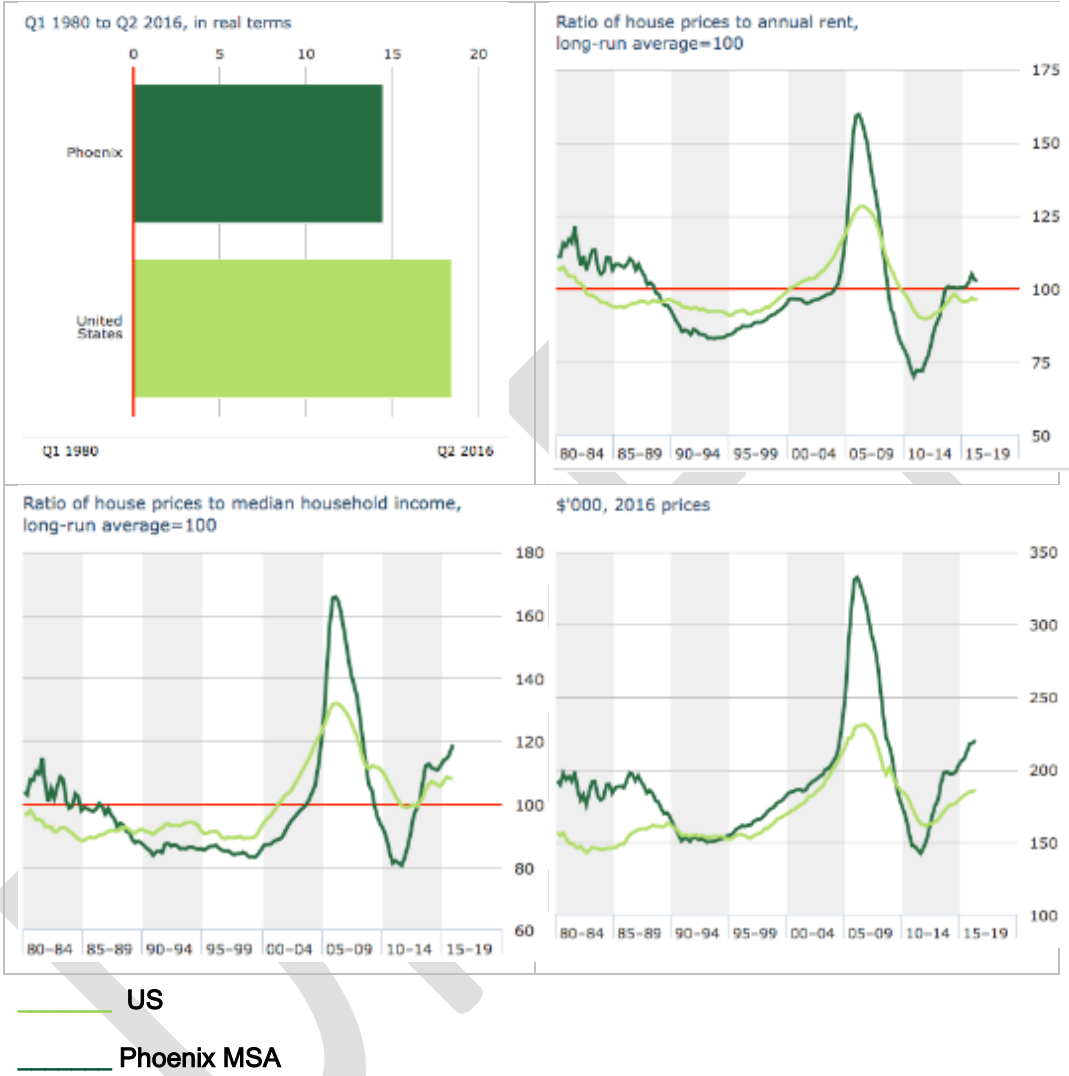 Q1 1980 to Q2 2016, in real terms
0 5 10 15 20
Phoenix
United
States
Q1 1980 Q2 2016
Ratio of house prices to annual rent,
long-run average=100
175
150
125
100
75
50
80-84 85-89 90-94 95-99 00-04 05-09 10-14 15-19
Ratio of house prices to median household income,
long-run average=100
180
160
140
120
100
80
60
80-84 85-89 90-94 95-99 00-04 05-09 10-14 15-19
$'000, 2016 prices
350
300
250
200
150
100
80-84 85-89 90-94 95-99 00-04 05-09 10-14 15-19
US
Phoenix MSA